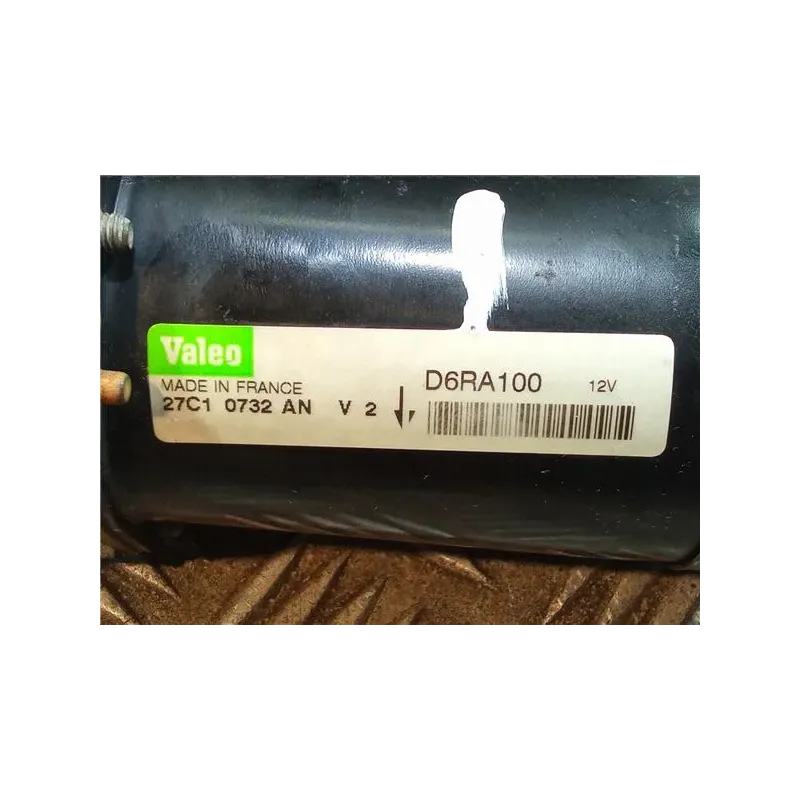 Valeo
MADE IN FRANCE
27C1 0732 AN V 2
D6RA100 12V